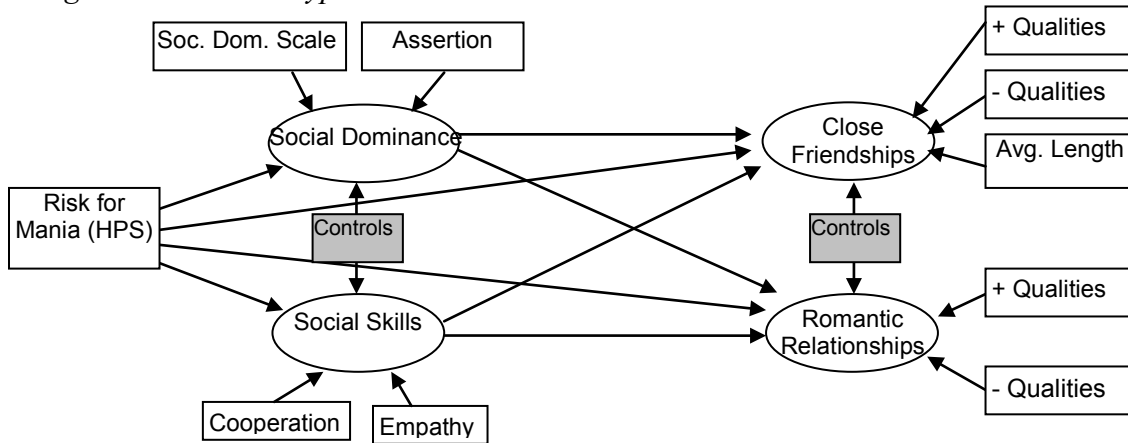 Soc. Dom. Scale
Assertion
+ Qualities
- Qualities
Avg. Length
Social Dominance
Close
Friendships
Risk for
Mania (HPS)
Controls
Controls
Social Skills
Romantic
Relationships
+ Qualities
- Qualities
Cooperation
Empathy